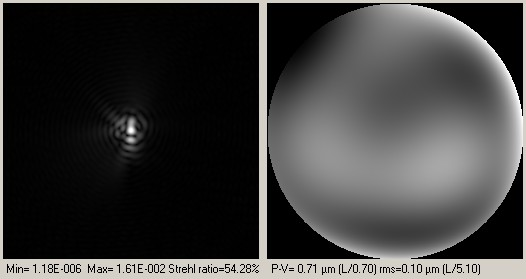 Min= 1.18E-006 Max= 1.61E-002 Strehl ratio=54.28%
P-V= 0.71 µm (L/0.70) rms=0.10 µm (L/5.10)